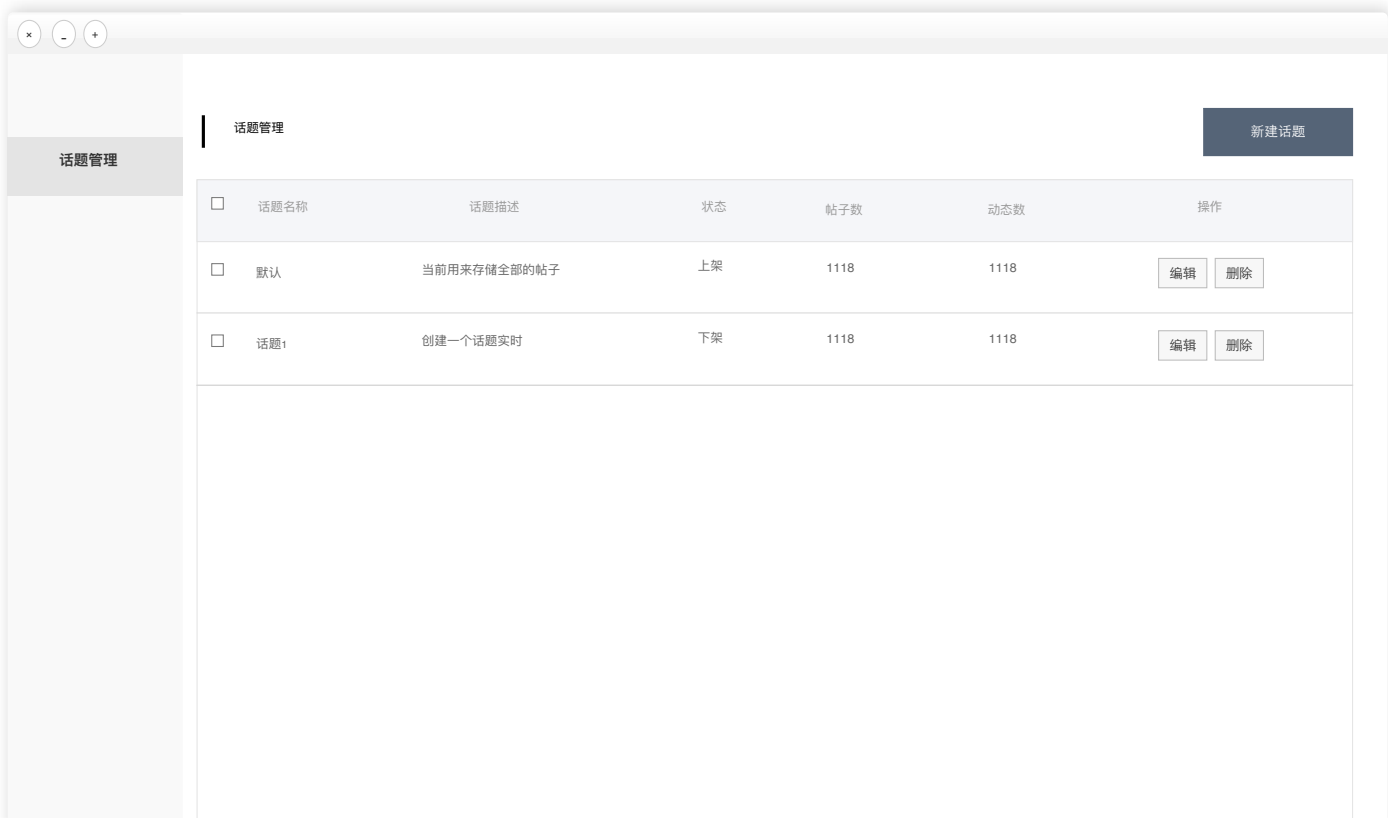 × - +
话题管理
话题管理
新建话题
话题名称 话题描述 状态 帖子数 动态数 操作
默认 当前用来存储全部的帖子 上架 1118 1118 编辑 删除
话题1 创建一个话题实时 下架 1118 1118 编辑 删除